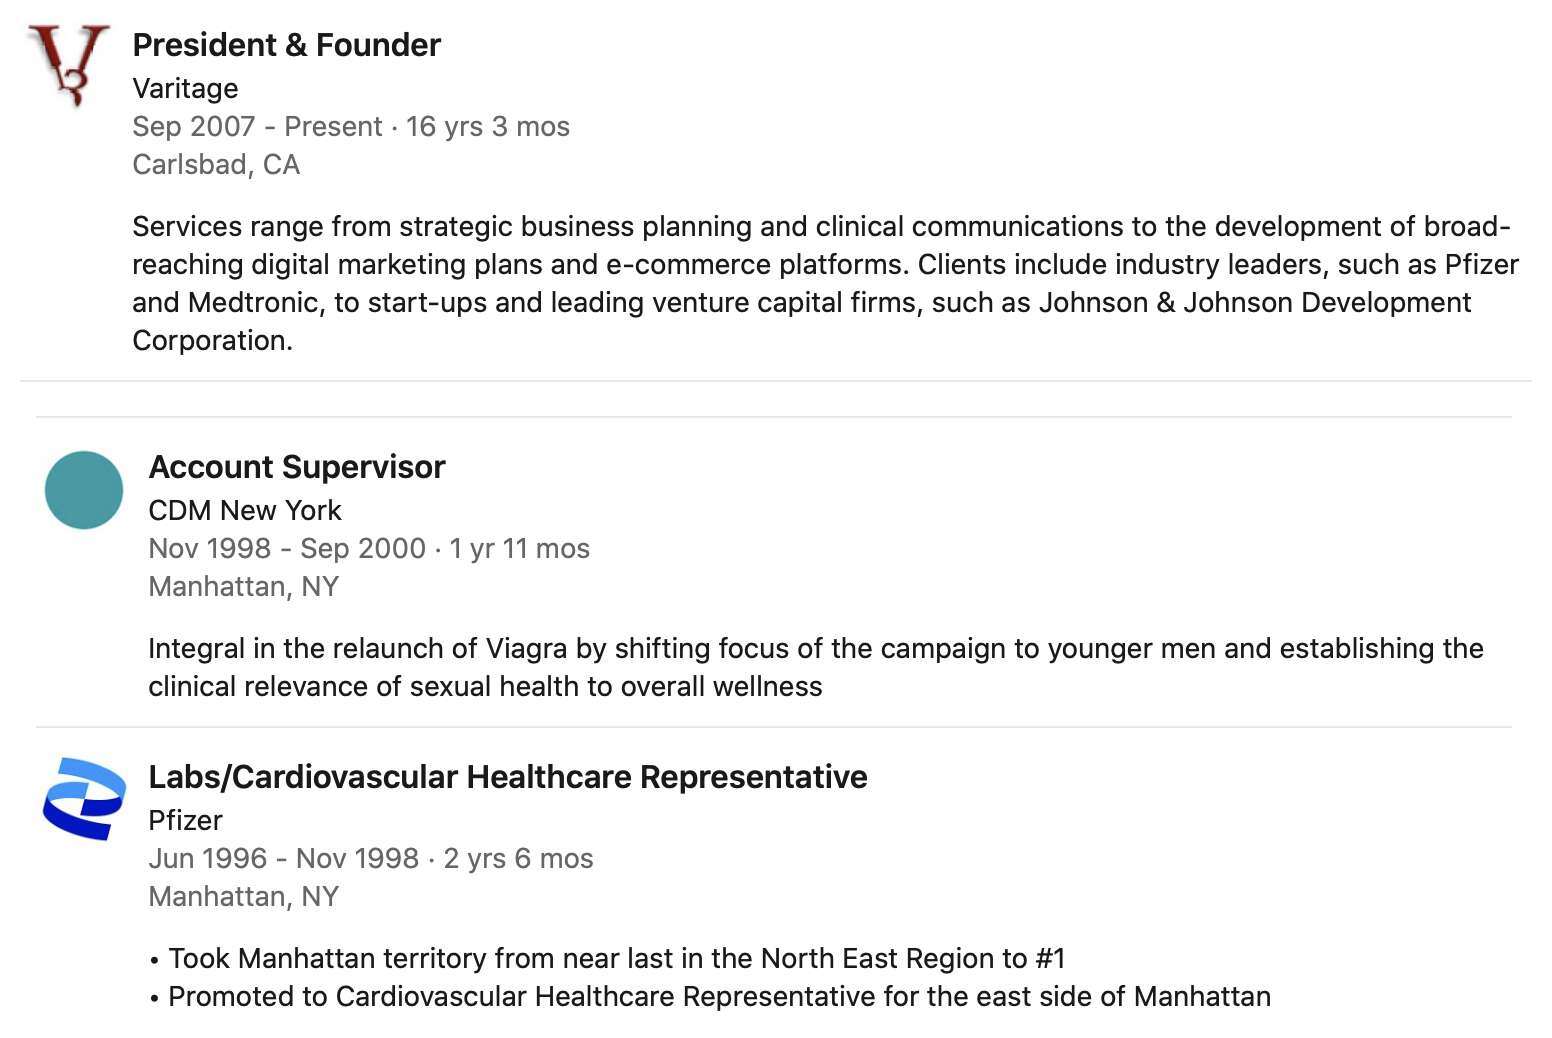 President & Founder
Varitage
Sep 2007 - Present · 16 yrs 3 mos
Carlsbad, CA
Services range from strategic business planning and clinical communications to the development of broad-
reaching digital marketing plans and e-commerce platforms. Clients include industry leaders, such as Pfizer
and Medtronic, to start-ups and leading venture capital firms, such as Johnson & Johnson Development
Corporation.
Account Supervisor
CDM New York
Nov 1998 - Sep 2000 · 1 yr 11 mos
Manhattan, NY
Integral in the relaunch of Viagra by shifting focus of the campaign to younger men and establishing the
clinical relevance of sexual health to overall wellness
Labs/Cardiovascular Healthcare Representative
Pfizer
Jun 1996 - Nov 1998 · 2 yrs 6 mos
Manhattan, NY
• Took Manhattan territory from near last in the North East Region to #1
• Promoted to Cardiovascular Healthcare Representative for the east side of Manhattan